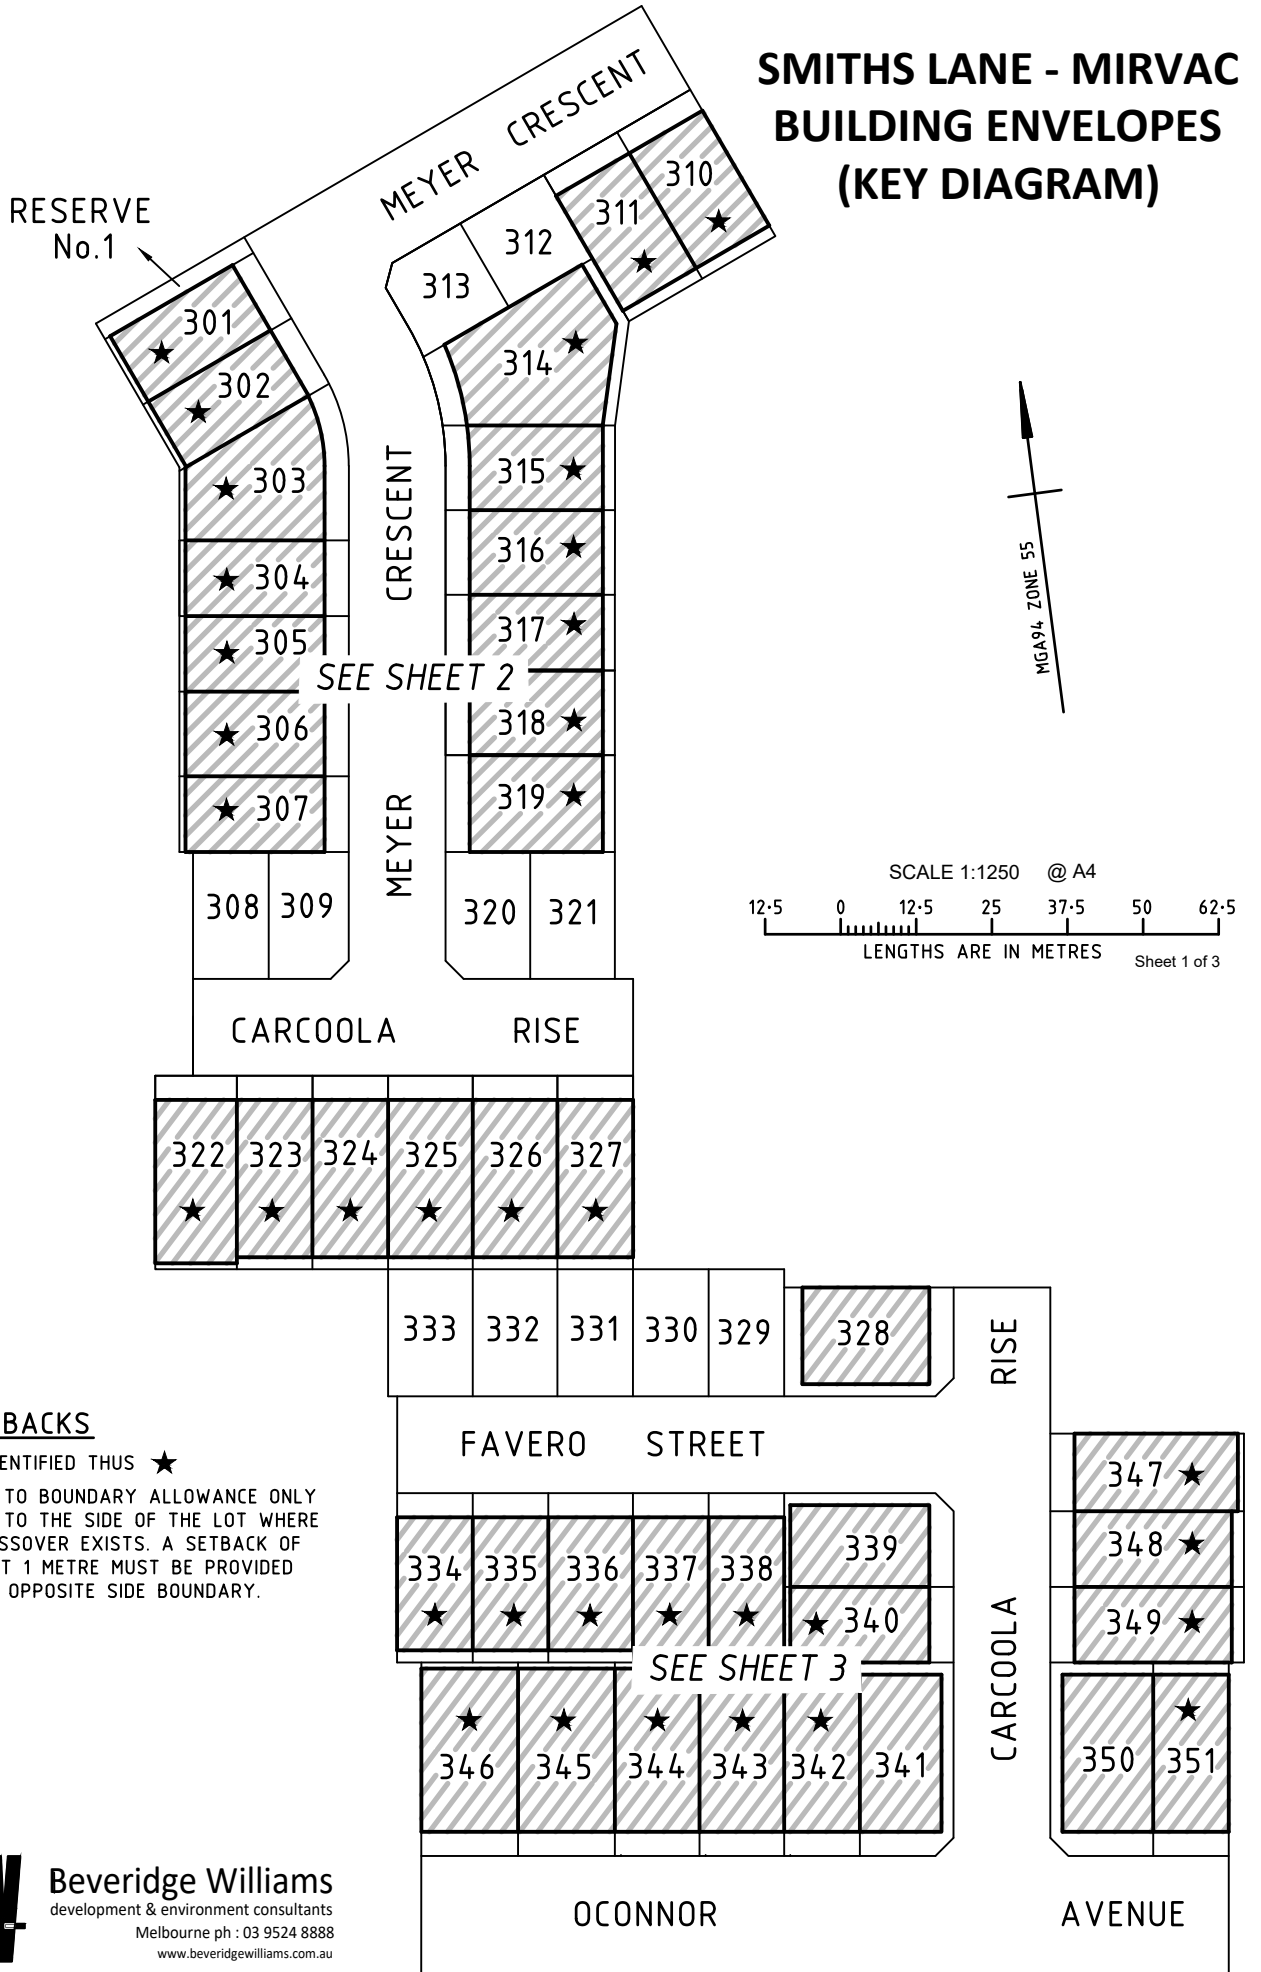 SMITHS LANE - MIRVAC
BUILDING ENVELOPES
(KEY DIAGRAM)
MEYER CRESCENT
RESERVE
No.1
310
311
312
313
301
302
314
303
315
304
316
305
317
306
318
307
319
CRESCENT
MEYER
SEE SHEET 2
MGA94 ZONE 55
308
309
320
321
SCALE 1:1250 @ A4
12·5 0 12·5 25 37·5 50 62·5
LENGTHS ARE IN METRES
Sheet 1 of 3
CARCOOLA RISE
322
323
324
325
326
327
333
332
331
330
329
328
RISE
CARCOOLA
FAVERO STREET
BACKS
ENTIFIED THUS ★
TO BOUNDARY ALLOWANCE ONLY
TO THE SIDE OF THE LOT WHERE
SSOVER EXISTS. A SETBACK OF
T 1 METRE MUST BE PROVIDED
OPPOSITE SIDE BOUNDARY.
347
348
349
334
335
336
337
338
339
340
SEE SHEET 3
346
345
344
343
342
341
350
351
OCONNOR AVENUE
Beveridge Williams
development & environment consultants
Melbourne ph : 03 9524 8888
www.beveridgewilliams.com.au